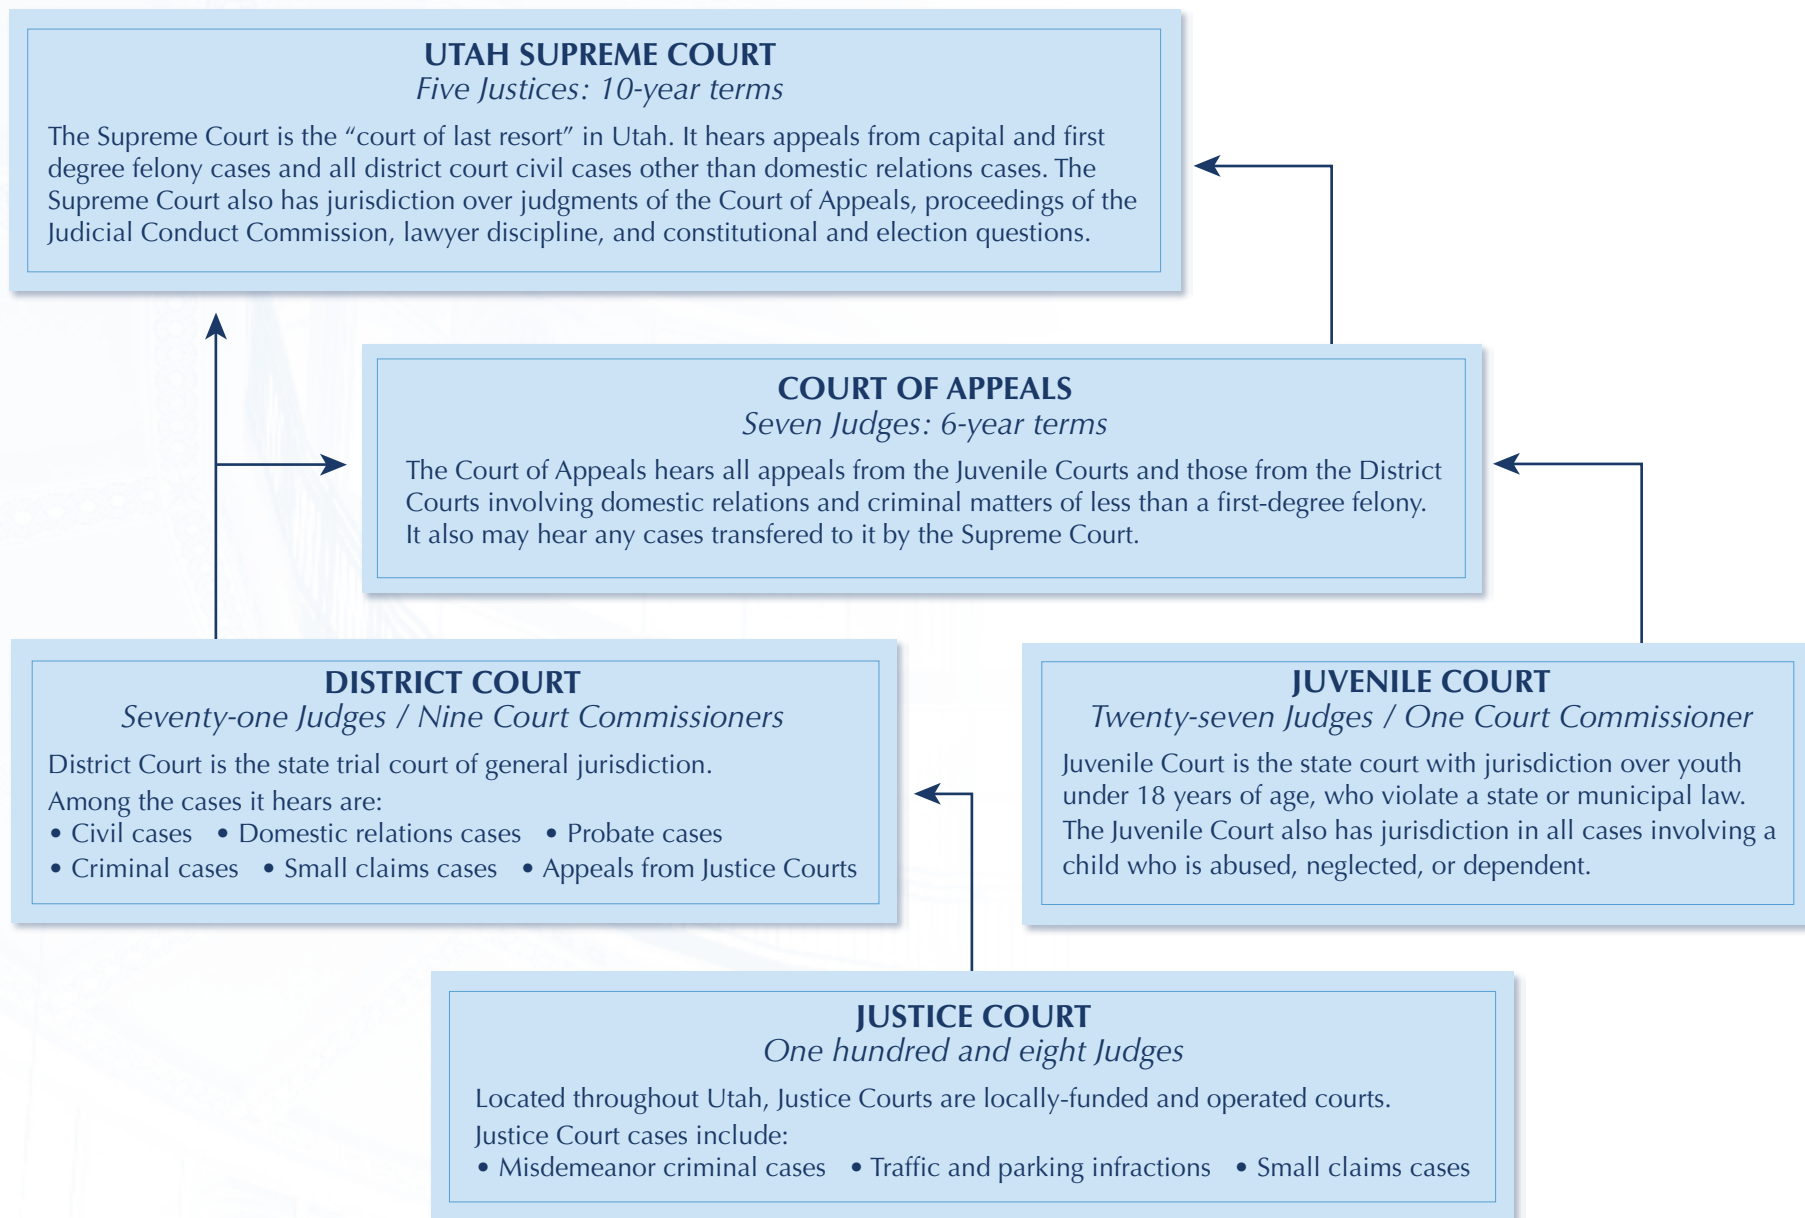 UTAH SUPREME COURT
Five Justices: 10-year terms
The Supreme Court is the “court of last resort” in Utah. It hears appeals from capital and first
degree felony cases and all district court civil cases other than domestic relations cases. The
Supreme Court also has jurisdiction over judgments of the Court of Appeals, proceedings of the
Judicial Conduct Commission, lawyer discipline, and constitutional and election questions.
COURT OF APPEALS
Seven Judges: 6-year terms
The Court of Appeals hears all appeals from the Juvenile Courts and those from the District
Courts involving domestic relations and criminal matters of less than a first-degree felony.
It also may hear any cases transfered to it by the Supreme Court.
DISTRICT COURT
Seventy-one Judges / Nine Court Commissioners
District Court is the state trial court of general jurisdiction.
Among the cases it hears are:
• Civil cases • Domestic relations cases • Probate cases
• Criminal cases • Small claims cases • Appeals from Justice Courts
JUVENILE COURT
Twenty-seven Judges / One Court Commissioner
Juvenile Court is the state court with jurisdiction over youth
under 18 years of age, who violate a state or municipal law.
The Juvenile Court also has jurisdiction in all cases involving a
child who is abused, neglected, or dependent.
JUSTICE COURT
One hundred and eight Judges
Located throughout Utah, Justice Courts are locally-funded and operated courts.
Justice Court cases include:
• Misdemeanor criminal cases • Traffic and parking infractions • Small claims cases